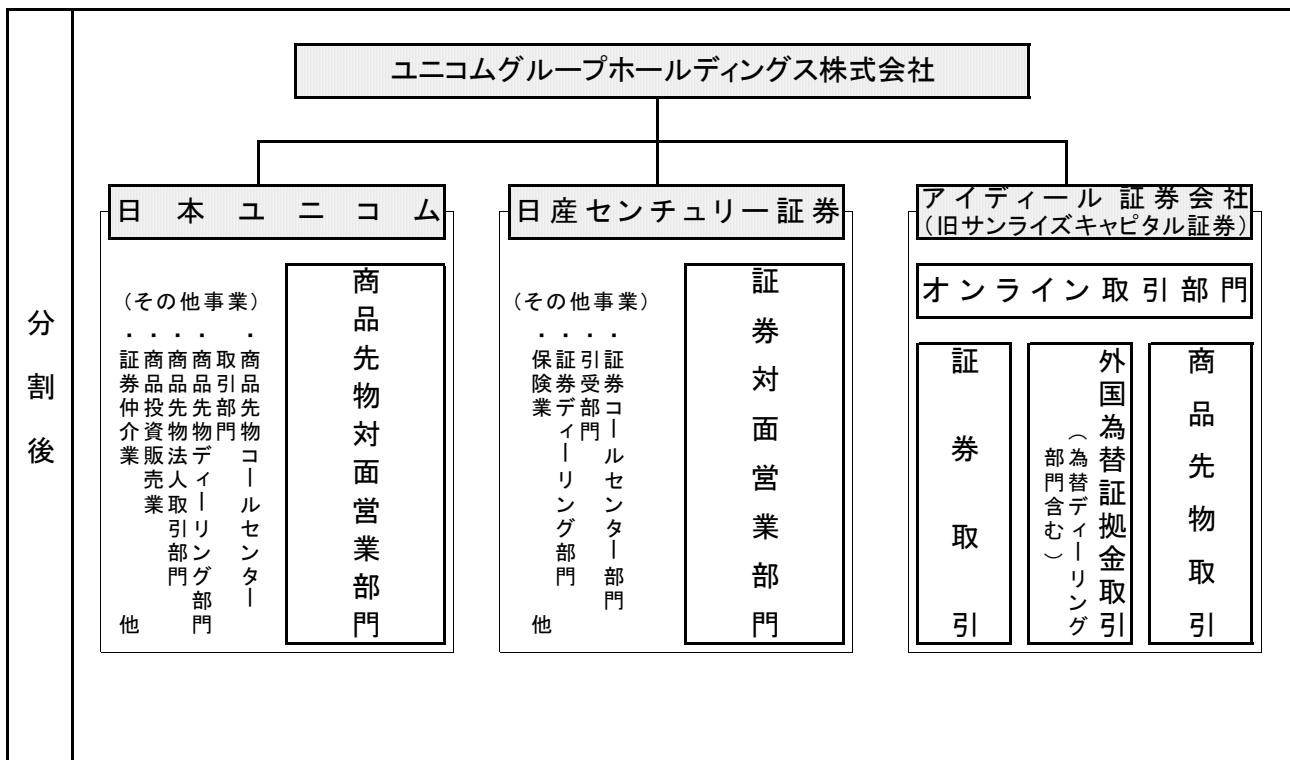 分割後
ユニコムグループホールディングス株式会社
日本ユニコム
商品先物対面営業部門
(その他事業)
・商品先物コールセンター
取引部門
・商品先物ディーリング部門
・商品先物法人取引部門
・商品投資販売業
・証券仲介業 他
日産センチュリー証券
証券対面営業部門
(その他事業)
・証券コールセンター部門
・引受部門
・証券ディーリング部門
・保険業 他
アイディール証券会社
(旧サンライズキャピタル証券)
オンライン取引部門
商品先物取引
外国為替証拠金取引
(為替ディーリング
部門含む)
証券取引